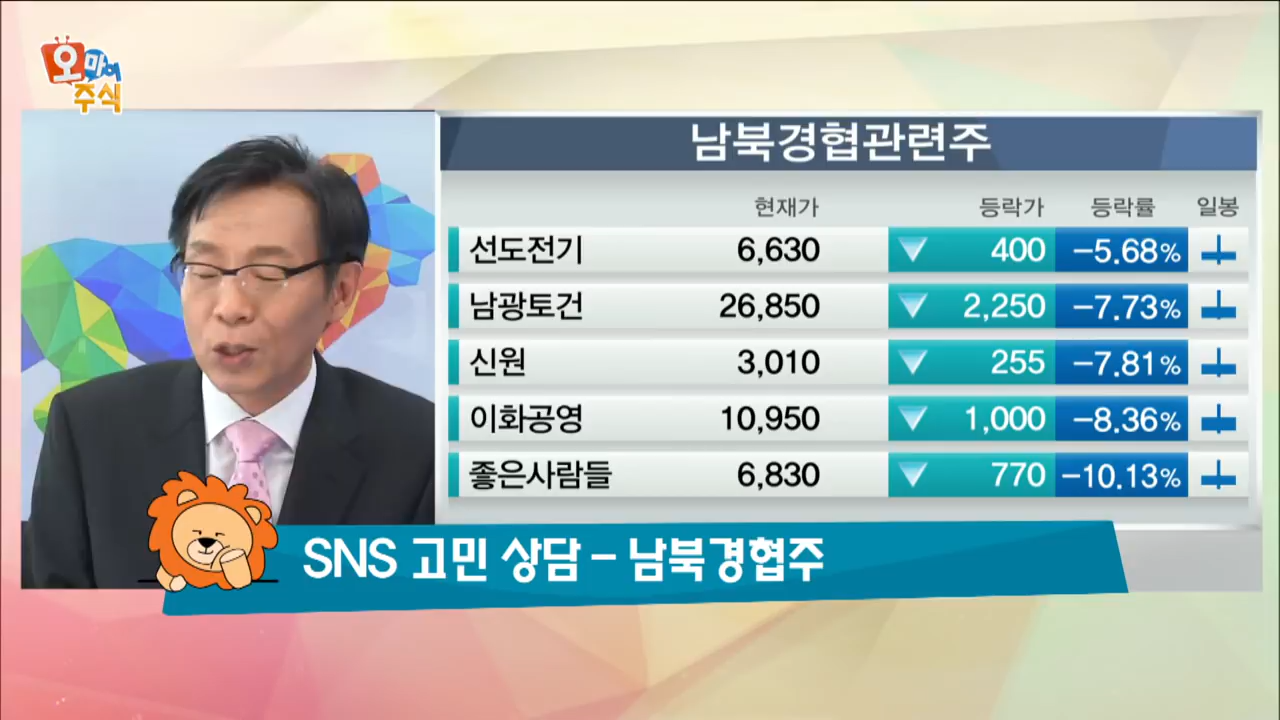 오마이
주식
남북경협관련주
현재가 등락가 등락률 일봉
선도전기 6,630 ▼ 400 -5.68%
남광토건 26,850 ▼ 2,250 -7.73%
신원 3,010 ▼ 255 -7.81%
이화공영 10,950 ▼ 1,000 -8.36%
좋은사람들 6,830 ▼ 770 -10.13%
SNS 고민 상담 - 남북경협주